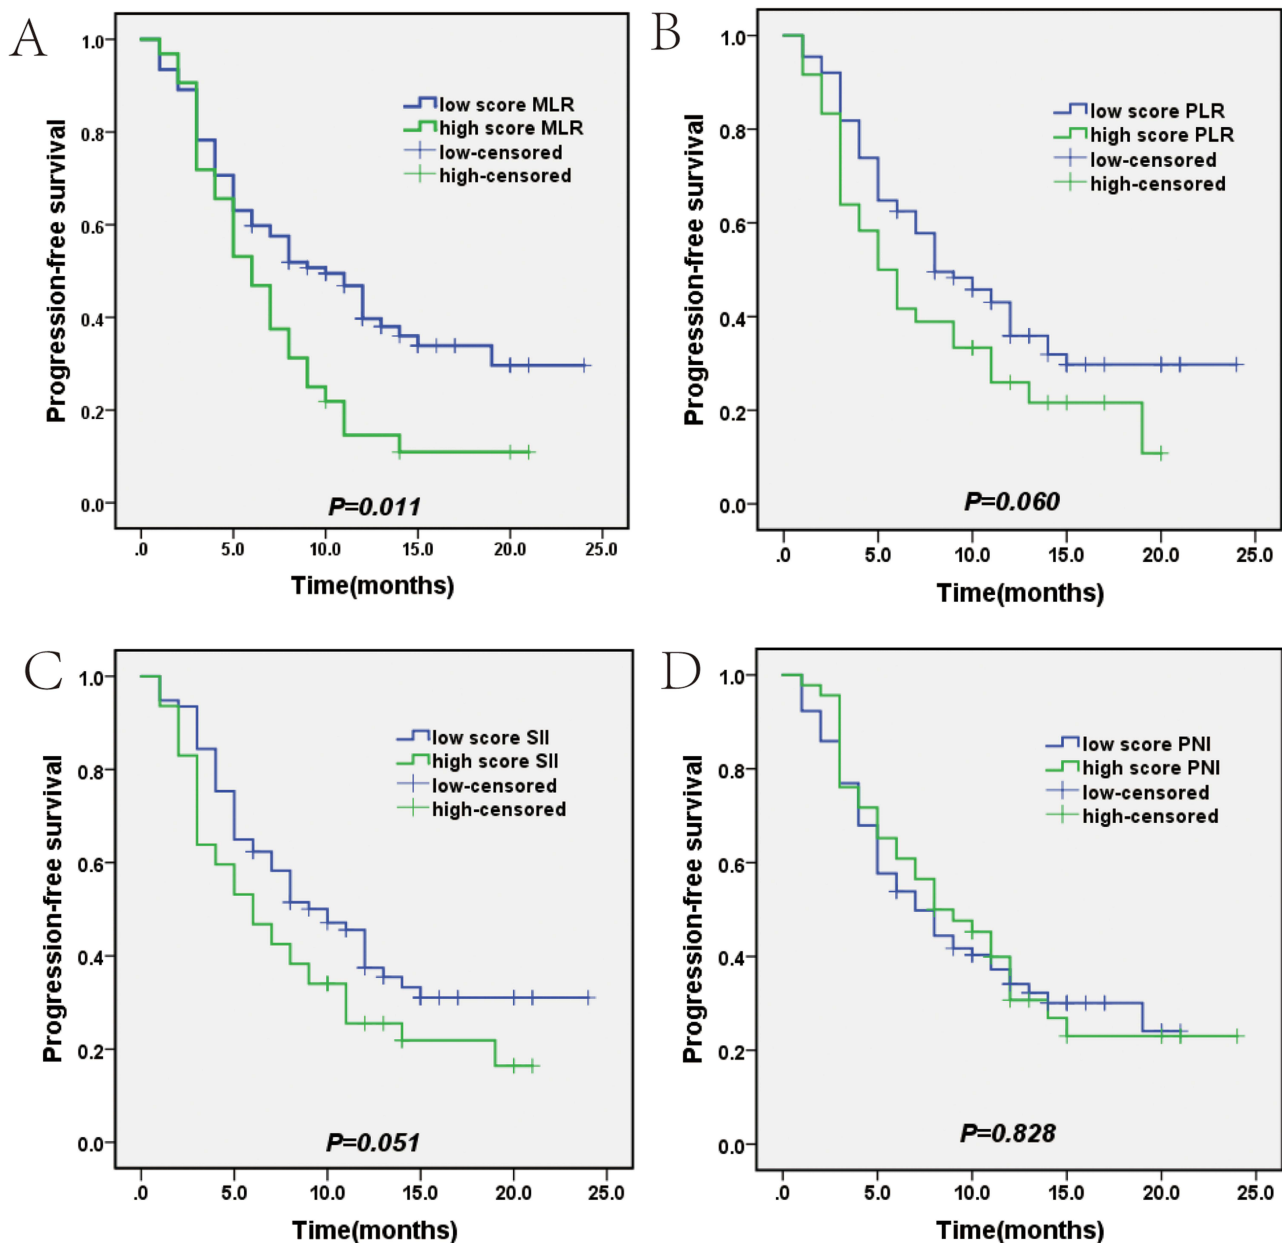 A
Progression-free survival
1.0
0.8
0.6
0.4
0.2
0.0
low score MLR
high score MLR
low-censored
high-censored
P=0.011
.0 5.0 10.0 15.0 20.0 25.0
Time(months)
B
Progression-free survival
1.0
0.8
0.6
0.4
0.2
0.0
low score PLR
high score PLR
low-censored
high-censored
P=0.060
.0 5.0 10.0 15.0 20.0 25.0
Time(months)
C
Progression-free survival
1.0
0.8
0.6
0.4
0.2
0.0
low score SII
high score SII
low-censored
high-censored
P=0.051
.0 5.0 10.0 15.0 20.0 25.0
Time(months)
D
Progression-free survival
1.0
0.8
0.6
0.4
0.2
0.0
low score PNI
high score PNI
low-censored
high-censored
P=0.828
.0 5.0 10.0 15.0 20.0 25.0
Time(months)